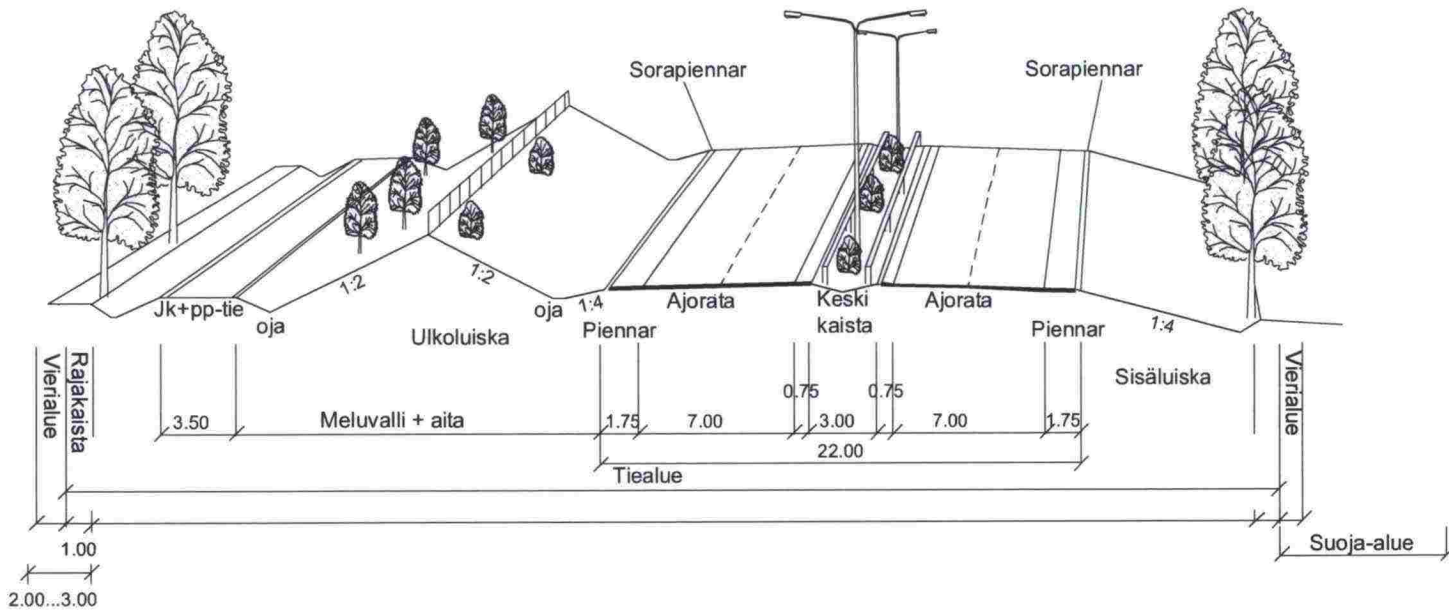 Sorapiennar
Sorapiennar
1:2
1:2
1:4
1:4
Jk+pp-tie
oja
Ulkoluiska
oja
Piennar
Ajorata
Keski
kaista
Ajorata
Piennar
Sisäluiska
Vierialue
Rajakaista
Vierialue
0.75
0.75
3.50
Meluvalli + aita
1.75
7.00
3.00
7.00
1.75
22.00
Tiealue
1.00
Suoja-alue
2.00...3.00